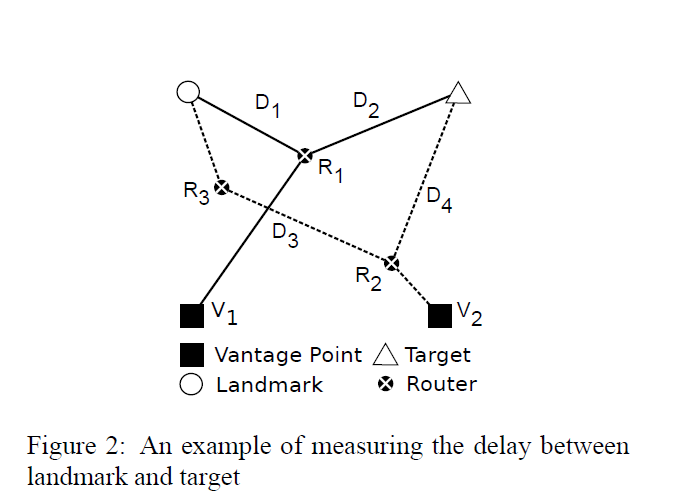 D1
D2
R1
R3
D4
D3
R2
V1
V2
Vantage Point
Target
Landmark
Router
Figure 2: An example of measuring the delay between
landmark and target